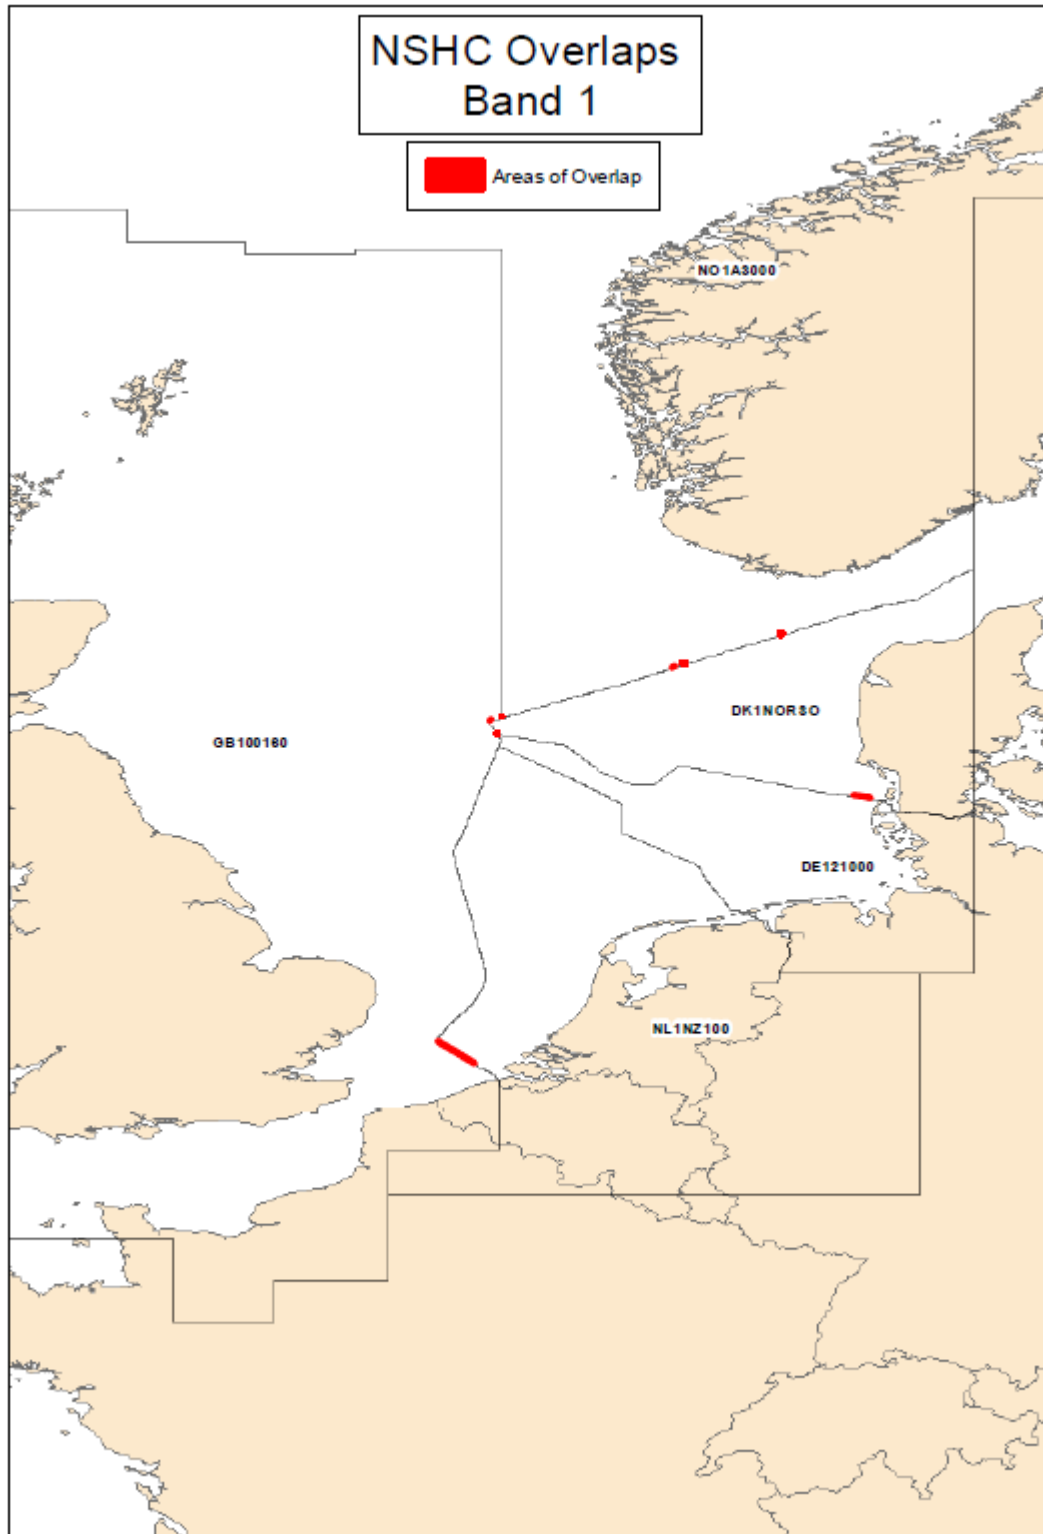 NSHC Overlaps
Band 1
Areas of Overlap
NO1A3000
DK1NORSO
GB100160
DE121000
NL1NZ100